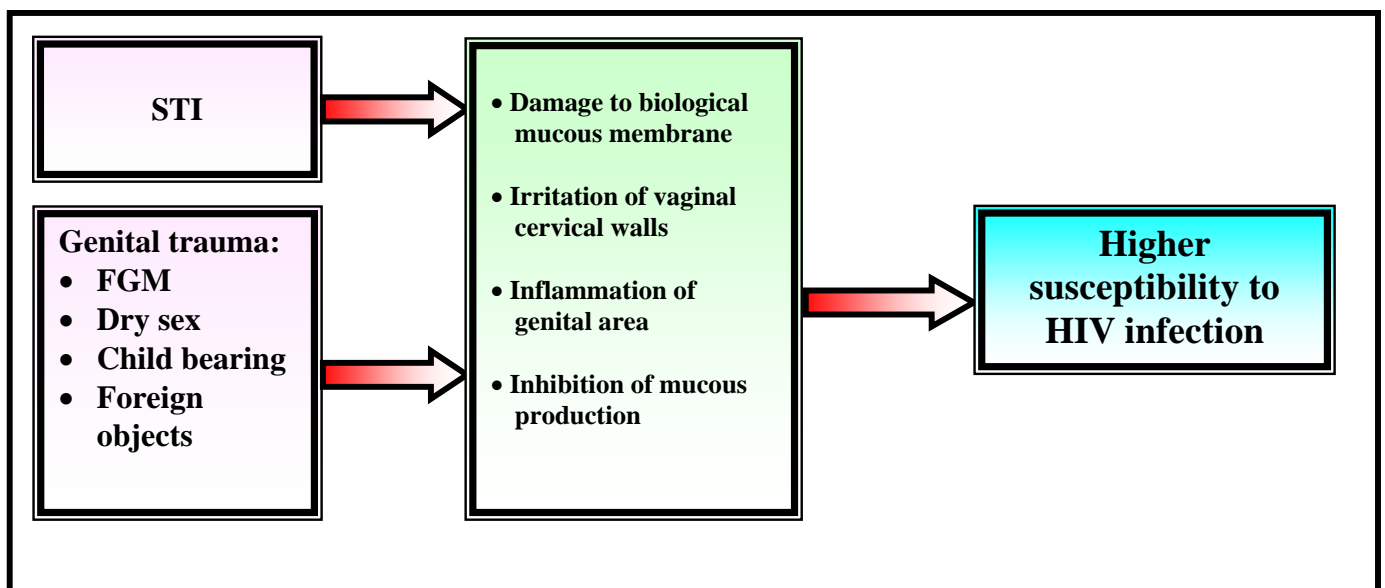 STI
Genital trauma:
• FGM
• Dry sex
• Child bearing
• Foreign
objects
• Damage to biological
mucous membrane
• Irritation of vaginal
cervical walls
• Inflammation of
genital area
• Inhibition of mucous
production
Higher
susceptibility to
HIV infection